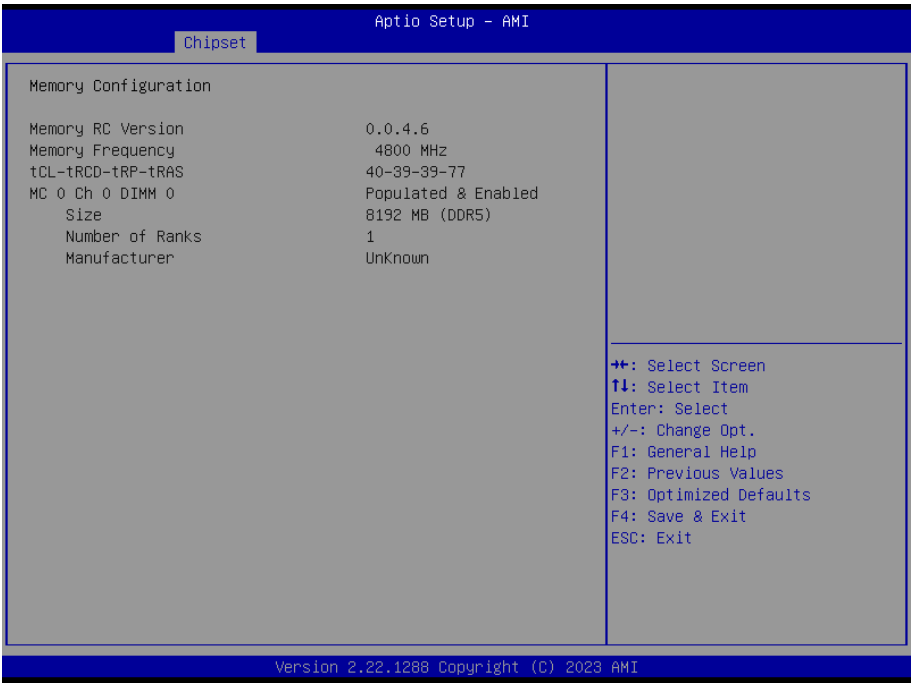 Aptio Setup – AMI
Chipset
Memory Configuration
Memory RC Version 0.0.4.6
Memory Frequency 4800 MHz
tCL-tRCD-tRP-tRAS 40-39-39-77
MC 0 Ch 0 DIMM 0 Populated & Enabled
Size 8192 MB (DDR5)
Number of Ranks 1
Manufacturer UnKnown
→←: Select Screen
↑↓: Select Item
Enter: Select
+/-: Change Opt.
F1: General Help
F2: Previous Values
F3: Optimized Defaults
F4: Save & Exit
ESC: Exit
Version 2.22.1288 Copyright (C) 2023 AMI